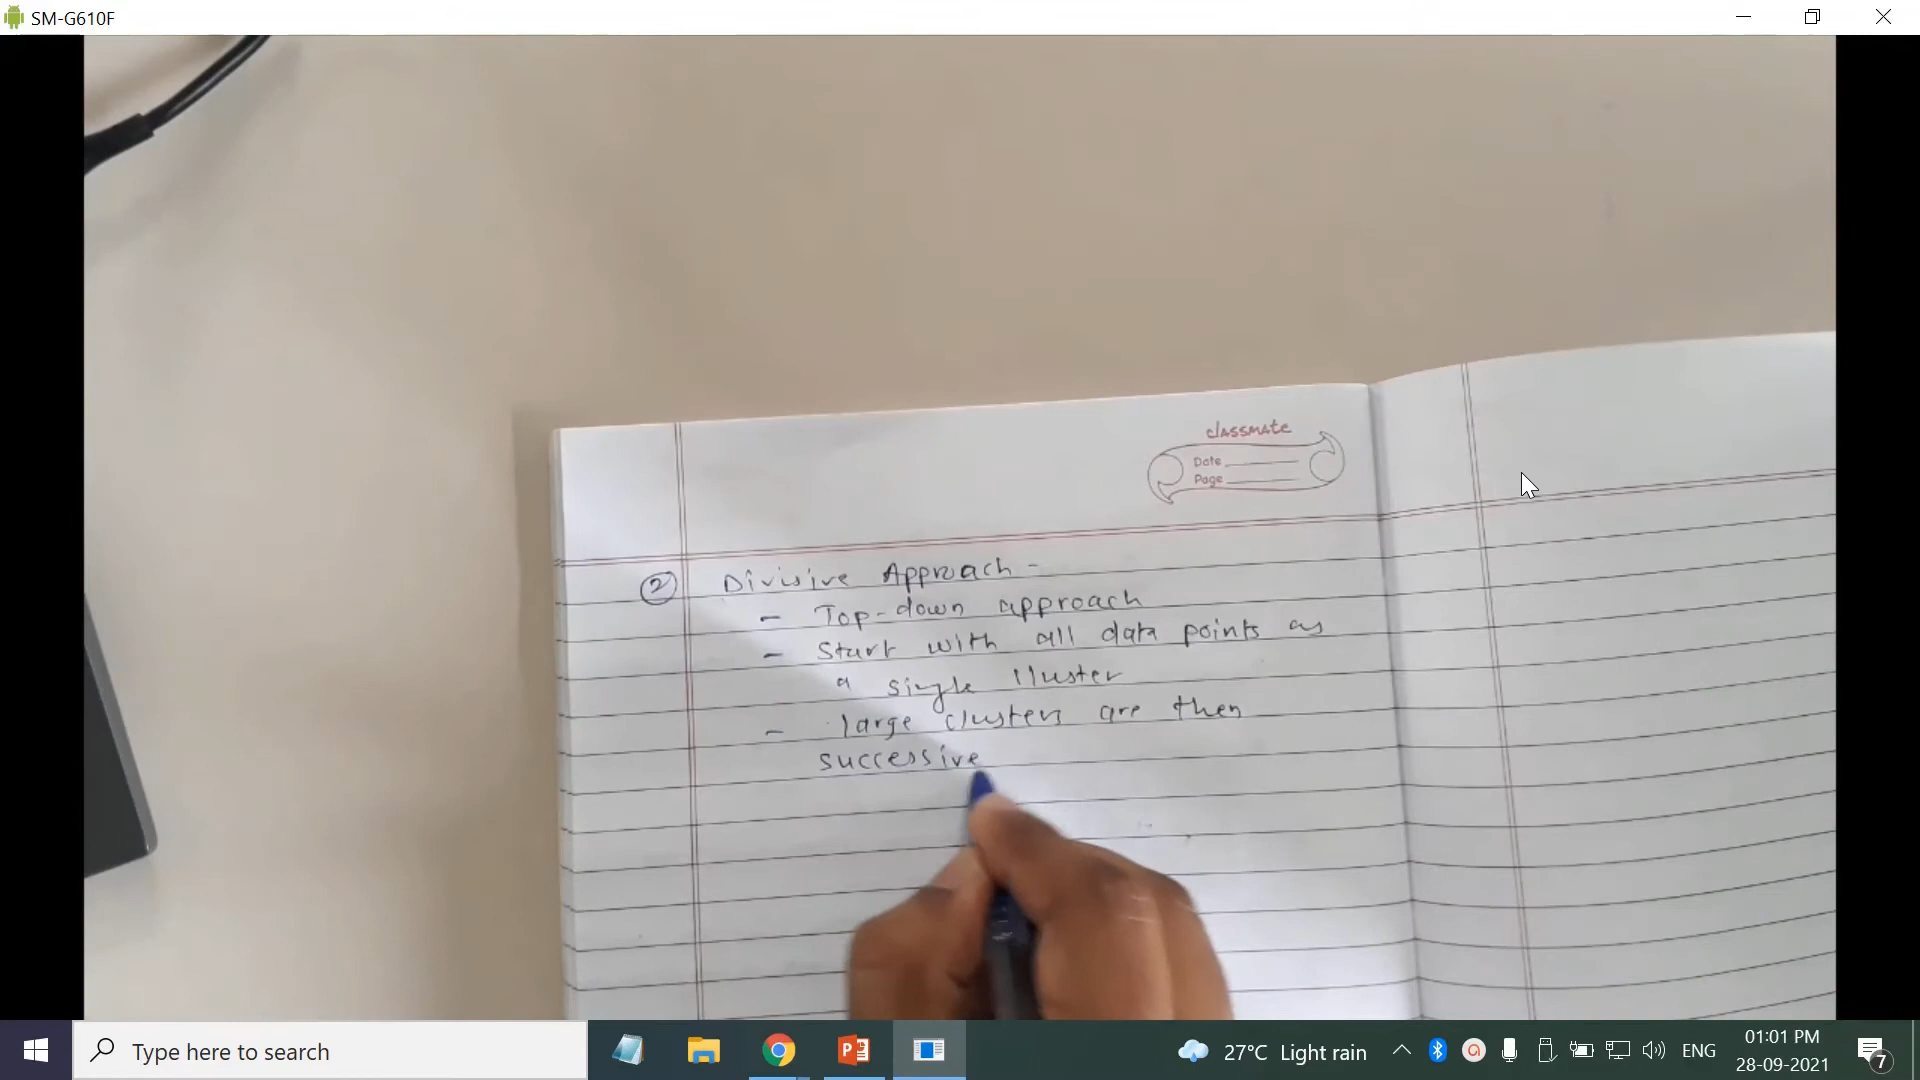 SM-G610F
classmate
Date
Page
② Divisive Approach -
- Top-down approach
- Start with all data points as
a single cluster
- large clusters are then
successive
Type here to search
27°C Light rain
ENG
01:01 PM
28-09-2021
7